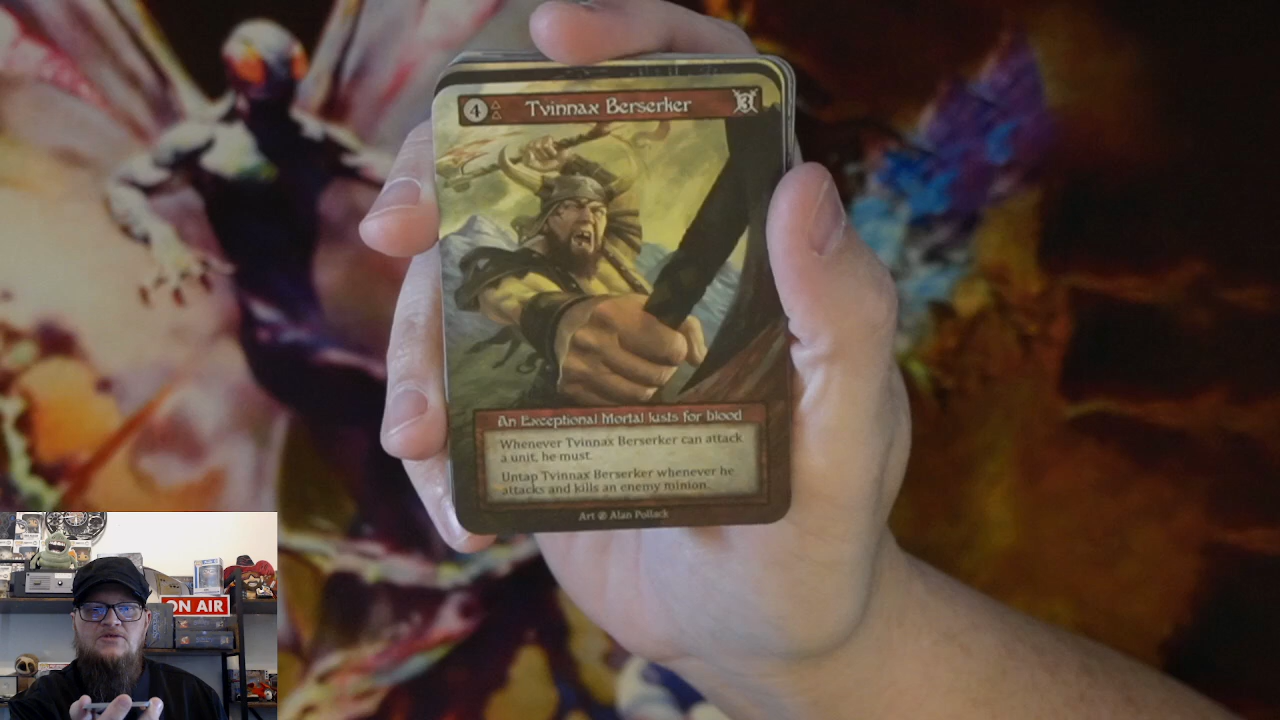 4 Tvinnax Berserker 3
An Exceptional Mortal lusts for blood
Whenever Tvinnax Berserker can attack
a unit, he must.
Untap Tvinnax Berserker whenever he
attacks and kills an enemy minion.
Art @ Alan Pollack
ON AIR